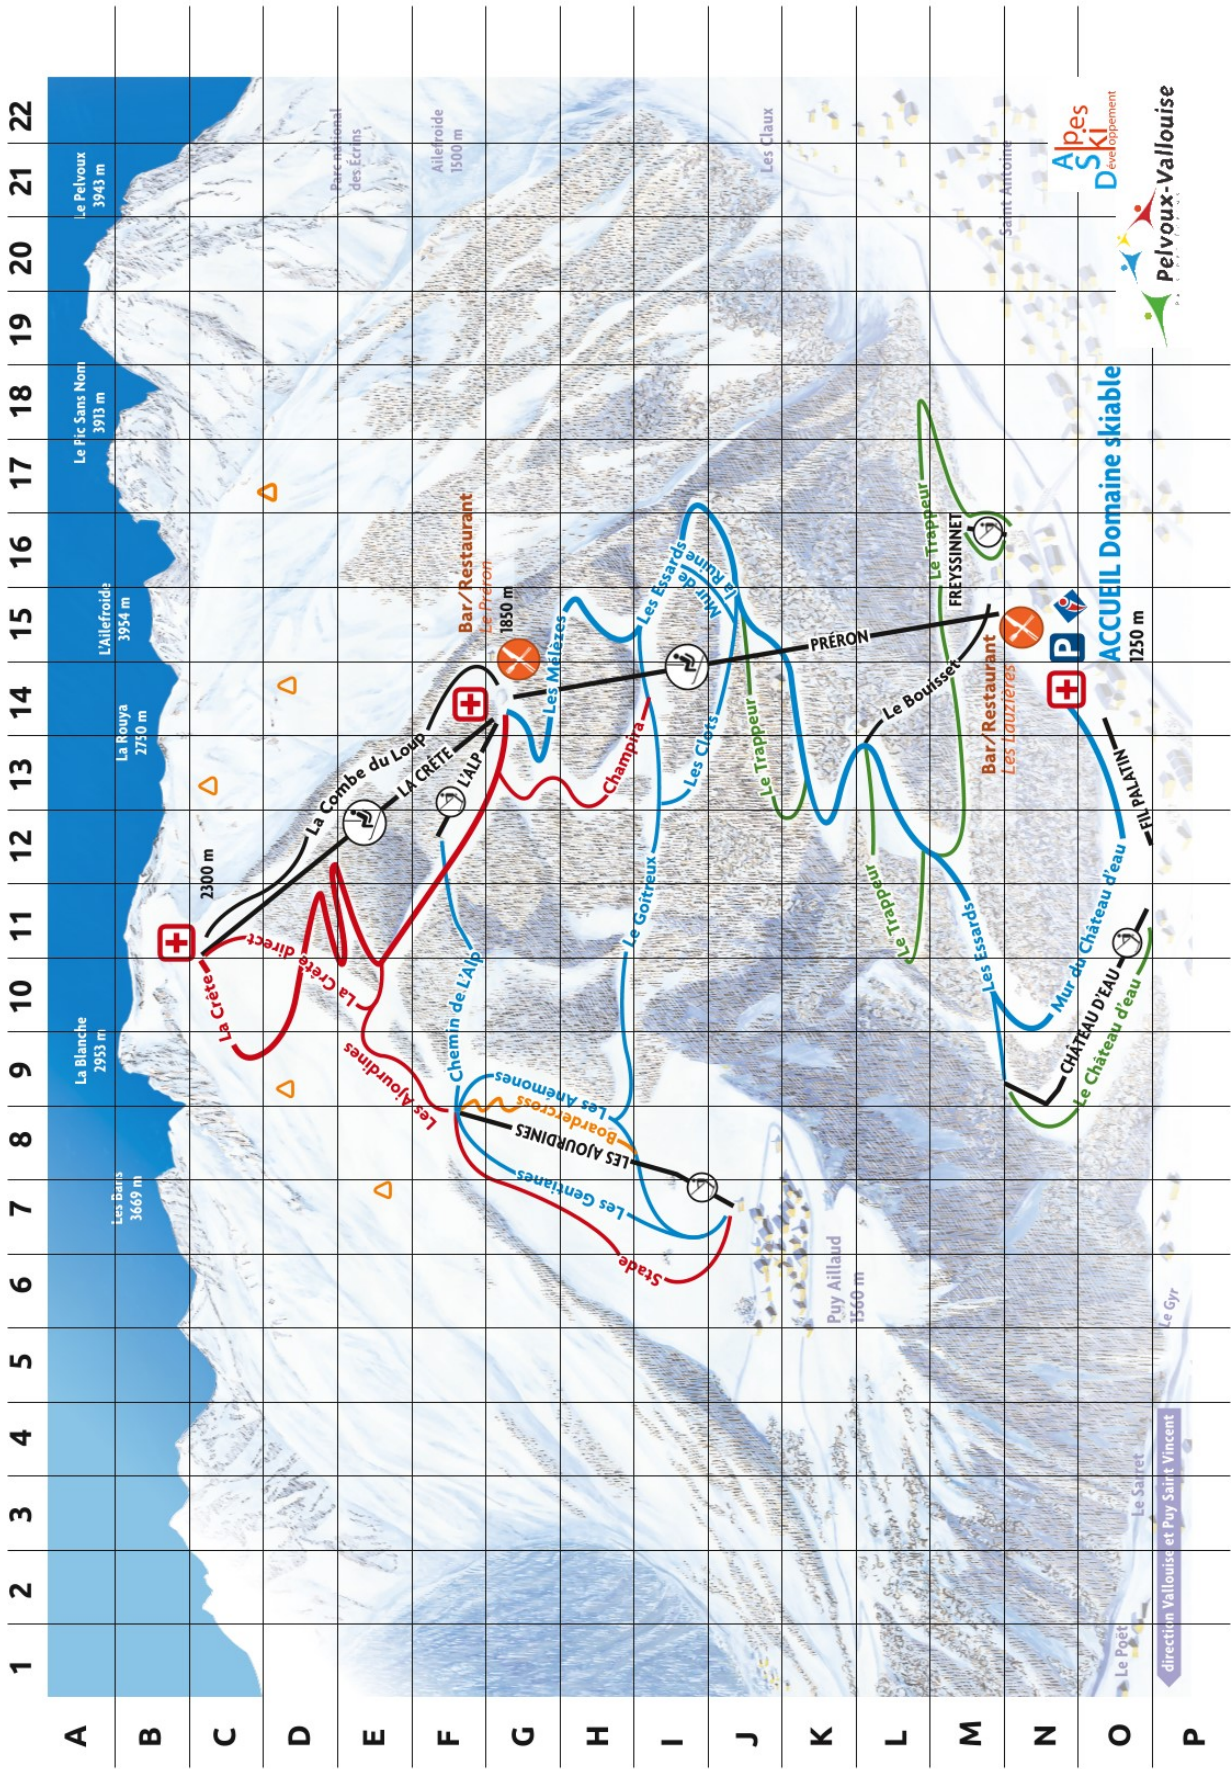 1 2 3 4 5 6 7 8 9 10 11 12 13 14 15 16 17 18 19 20 21 22
A
B
C
D
E
F
G
H
I
J
K
L
M
N
O
P
Les Bans
3669 m
La Blanche
2953 m
La Rouya
2750 m
L'Ailefroide
3954 m
Le Pic Sans Nom
3913 m
Le Pelvoux
3943 m
2300 m
Parc national
des Écrins
Ailefroide
1500 m
Les Claux
Saint Antoine
La Crête
La Crête direct
La Combe du Loup
LA CRÊTE
L'ALP
Bar/Restaurant
Le Préron
1850 m
Les Ajourdines
Chemin de L'Alp
Les Mélèzes
Champira
Les Anémones
Boardercross
LES AJOURDINES
Les Gentianes
Stade
Le Goitreux
Les Essards
Mur de
la Ruine
Les Clots
Le Trappeur
PRÉRON
Puy Aillaud
1560 m
Le Trappeur
Le Bouisset
Le Trappeur
FREYSSINNET
Les Essards
Bar/Restaurant
Les Lauzières
P
ACCUEIL Domaine skiable
1250 m
Mur du Château d'eau
CHÂTEAU D'EAU
Le Château d'eau
FIL PALATIN
Le Gyr
Le Sarret
Le Poët
direction Vallouise et Puy Saint Vincent
Alpes
Ski
Développement
Pelvoux-Vallouise